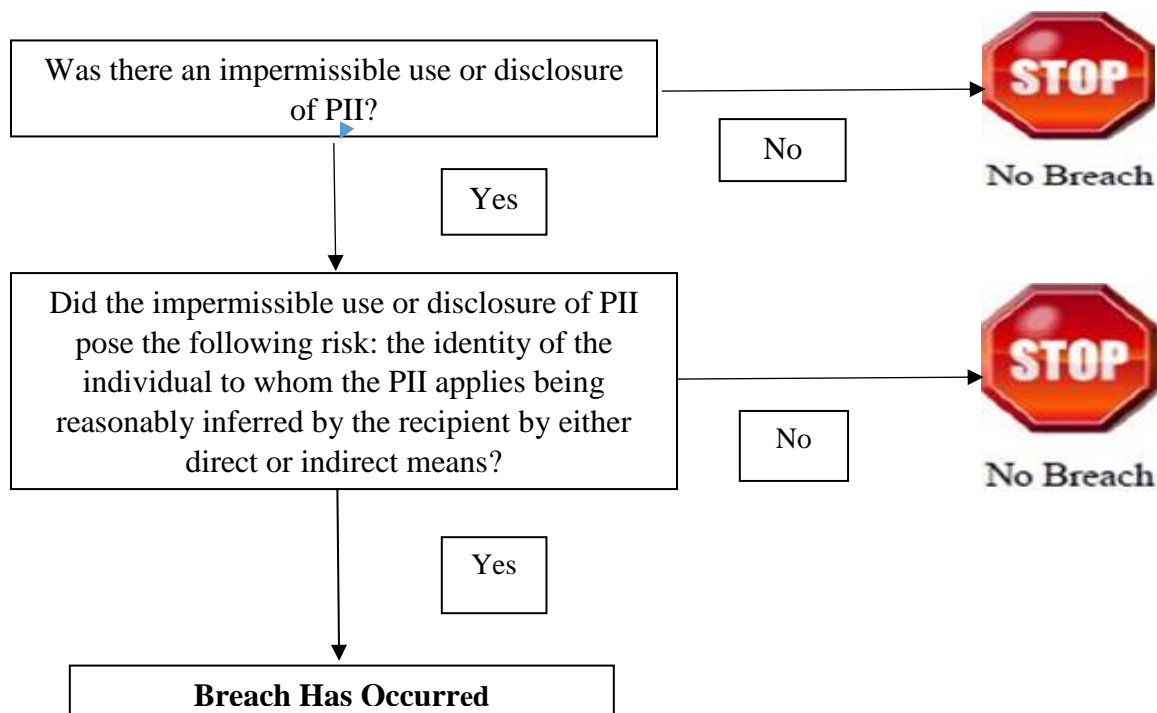 Was there an impermissible use or disclosure
of PII?
STOP
No
No Breach
Yes
Did the impermissible use or disclosure of PII
pose the following risk: the identity of the
individual to whom the PII applies being
reasonably inferred by the recipient by either
direct or indirect means?
STOP
No
No Breach
Yes
Breach Has Occurred